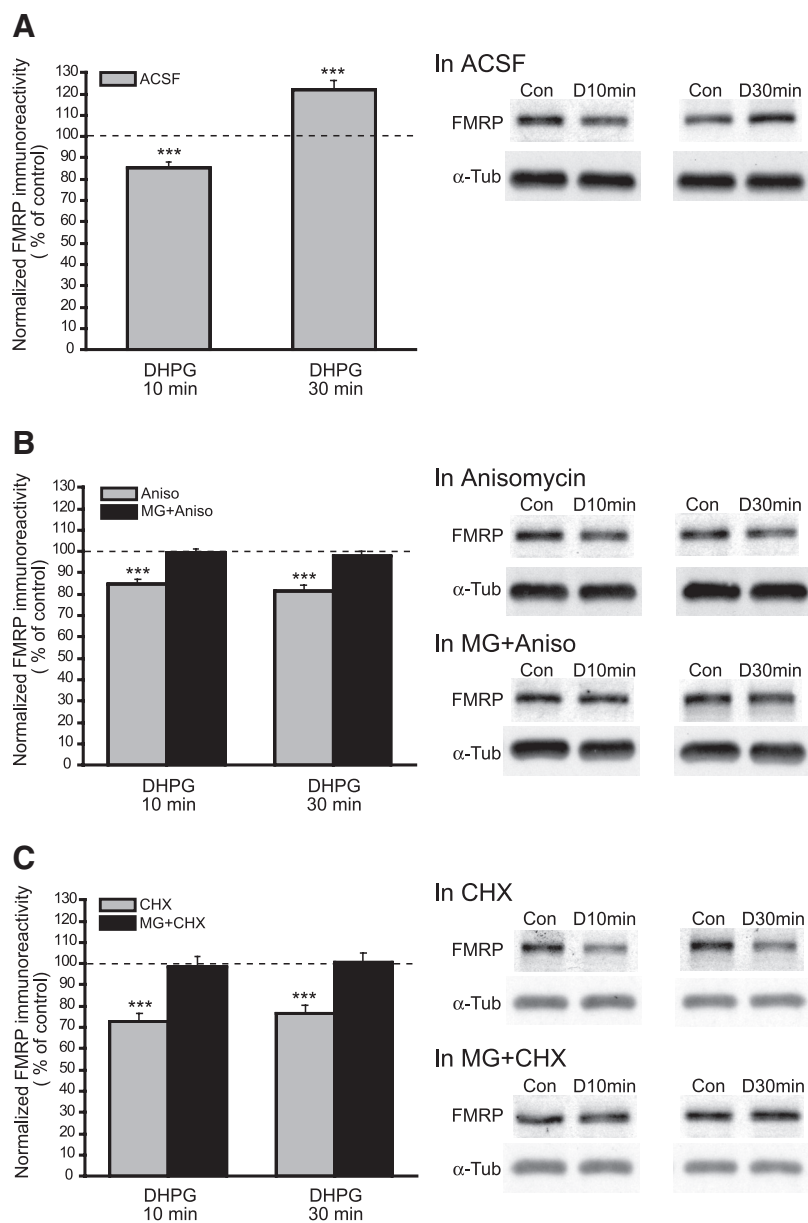 A
Normalized FMRP immunoreactivity
( % of control)
130
120
110
100
90
80
70
60
50
40
30
20
10
0
ACSF
***
***
DHPG
10 min
DHPG
30 min
In ACSF
Con D10min Con D30min
FMRP
α-Tub
B
Normalized FMRP immunoreactivity
( % of control)
130
120
110
100
90
80
70
60
50
40
30
20
10
0
Aniso
MG+Aniso
***
***
DHPG
10 min
DHPG
30 min
In Anisomycin
Con D10min Con D30min
FMRP
α-Tub
In MG+Aniso
Con D10min Con D30min
FMRP
α-Tub
C
Normalized FMRP immunoreactivity
( % of control)
130
120
110
100
90
80
70
60
50
40
30
20
10
0
CHX
MG+CHX
***
***
DHPG
10 min
DHPG
30 min
In CHX
Con D10min Con D30min
FMRP
α-Tub
In MG+CHX
Con D10min Con D30min
FMRP
α-Tub